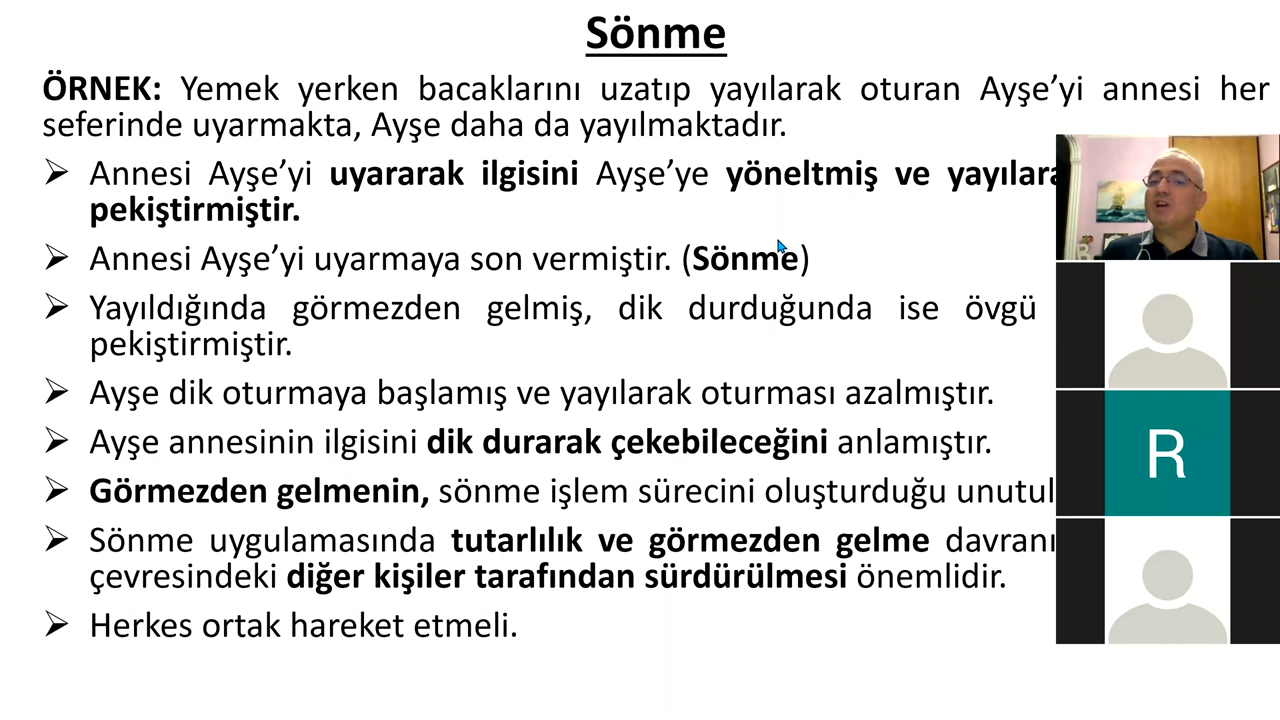 Sönme
ÖRNEK: Yemek yerken bacaklarını uzatıp yayılarak oturan Ayşe’yi annesi her
seferinde uyarmakta, Ayşe daha da yayılmaktadır.
➤ Annesi Ayşe’yi uyararak ilgisini Ayşe’ye yöneltmiş ve
pekiştirmiştir.
➤ Annesi Ayşe’yi uyarmaya son vermiştir. (Sönme)
➤ Yayıldığında görmezden gelmiş, dik durduğunda ise övgü
pekiştirmiştir.
➤ Ayşe dik oturmaya başlamış ve yayılarak oturması azalmıştır.
➤ Ayşe annesinin ilgisini dik durarak çekebileceğini anlamıştır.
➤ Görmezden gelmenin, sönme işlem sürecini oluşturduğu
➤ Sönme uygulamasında tutarlılık ve görmezden gelme
çevresindeki diğer kişiler tarafından sürdürülmesi önemlidir.
➤ Herkes ortak hareket etmeli.
R